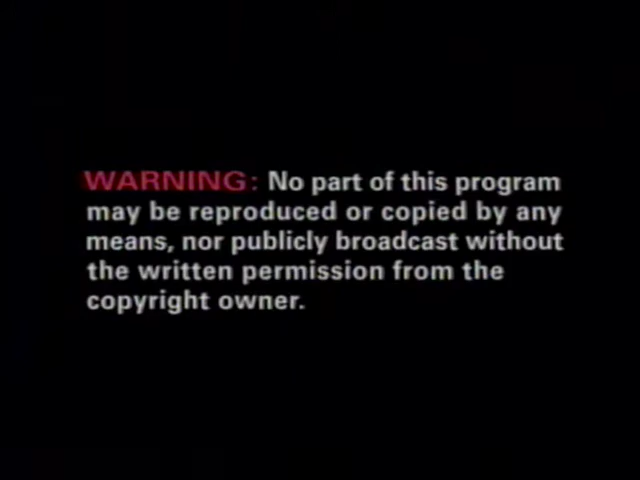 WARNING: No part of this program
may be reproduced or copied by any
means, nor publicly broadcast without
the written permission from the
copyright owner.